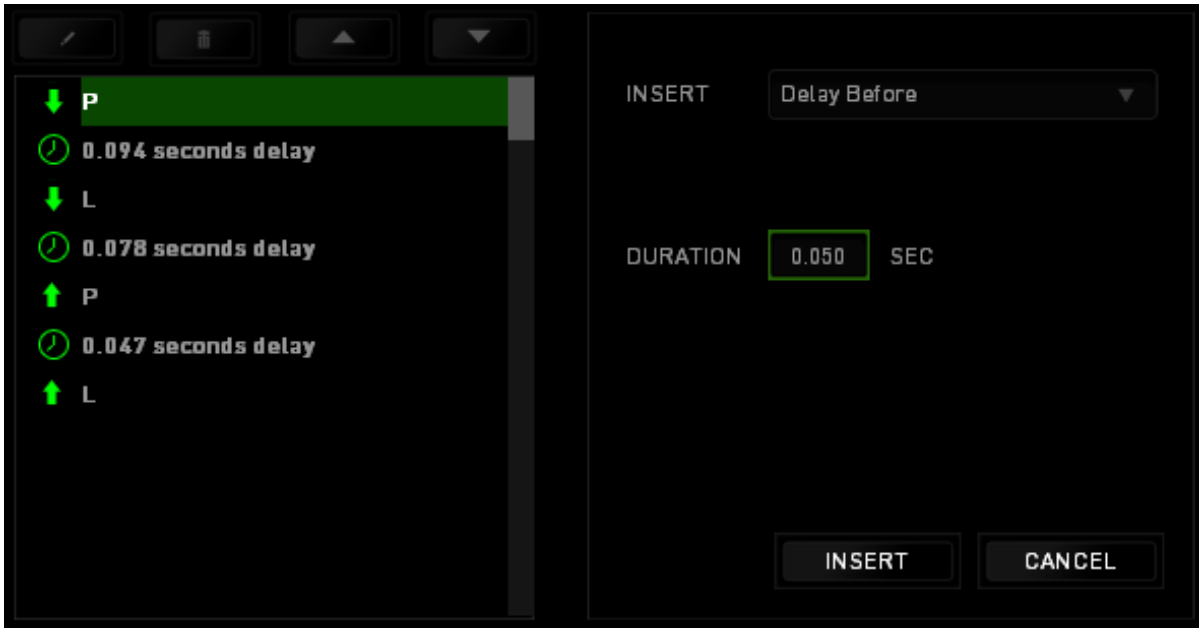 P
0.094 seconds delay
L
0.078 seconds delay
P
0.047 seconds delay
L
INSERT Delay Before
DURATION 0.050 SEC
INSERT CANCEL